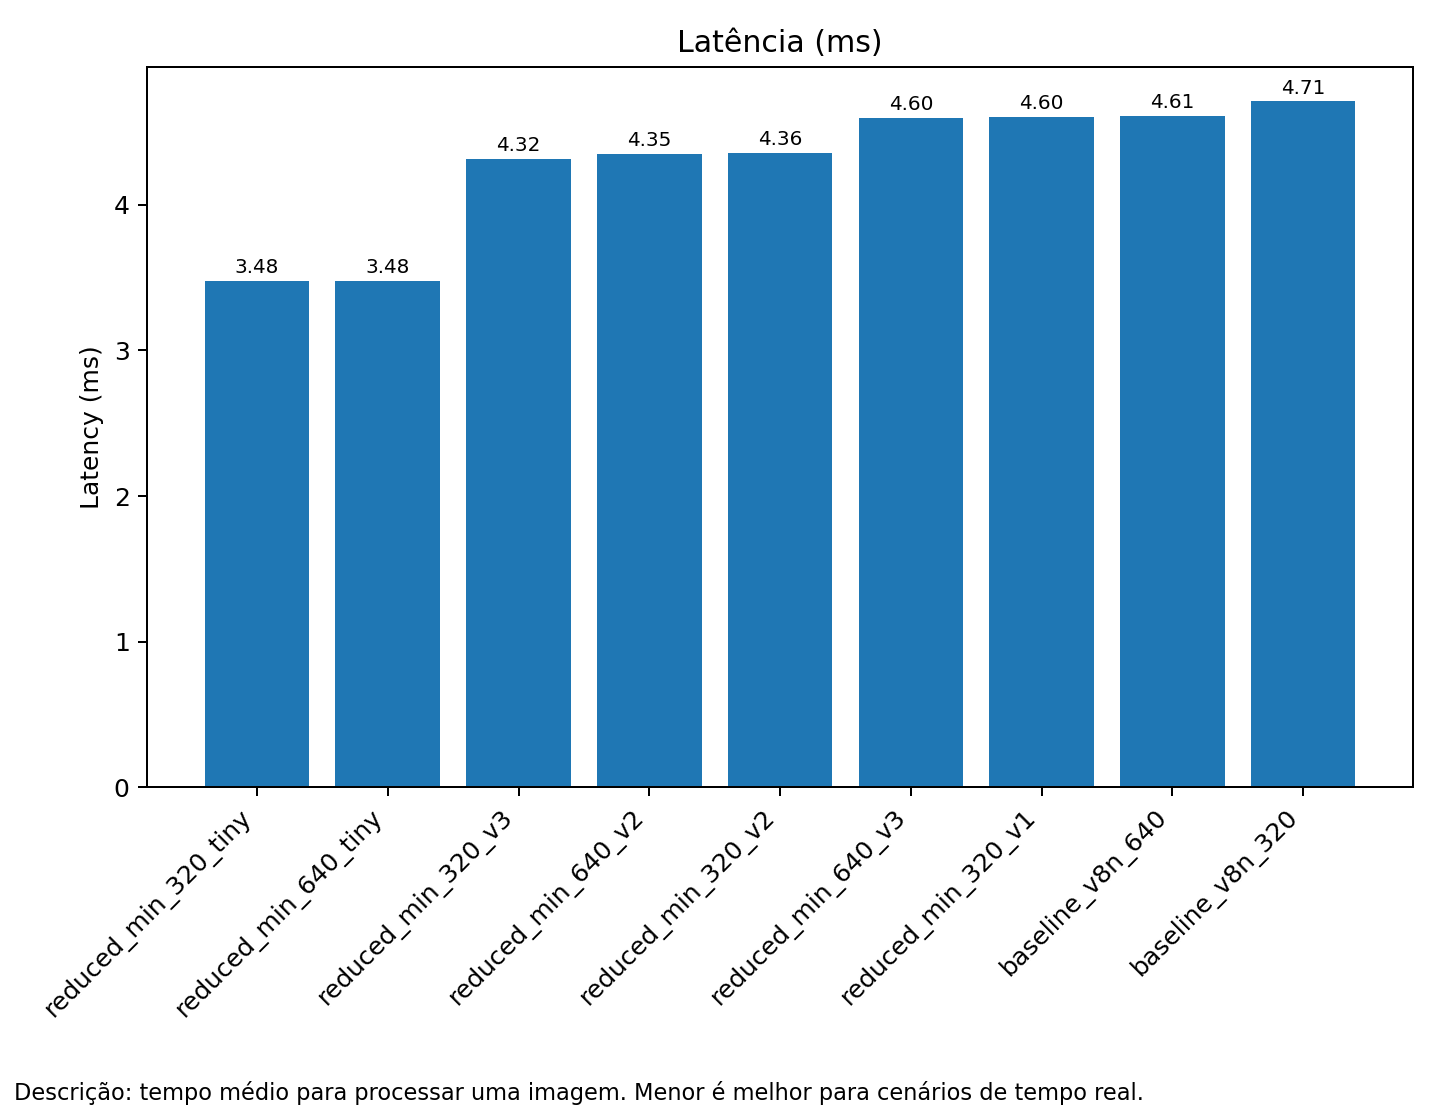 Latência (ms)
4.71
4.61
4.60
4.60
4.36
4.35
4.32
3.48
3.48
Latency (ms)
4
3
2
1
0
reduced_min_320_tiny
reduced_min_640_tiny
reduced_min_320_v3
reduced_min_640_v2
reduced_min_320_v2
reduced_min_640_v3
reduced_min_320_v1
baseline_v8n_640
baseline_v8n_320
Descrição: tempo médio para processar uma imagem. Menor é melhor para cenários de tempo real.